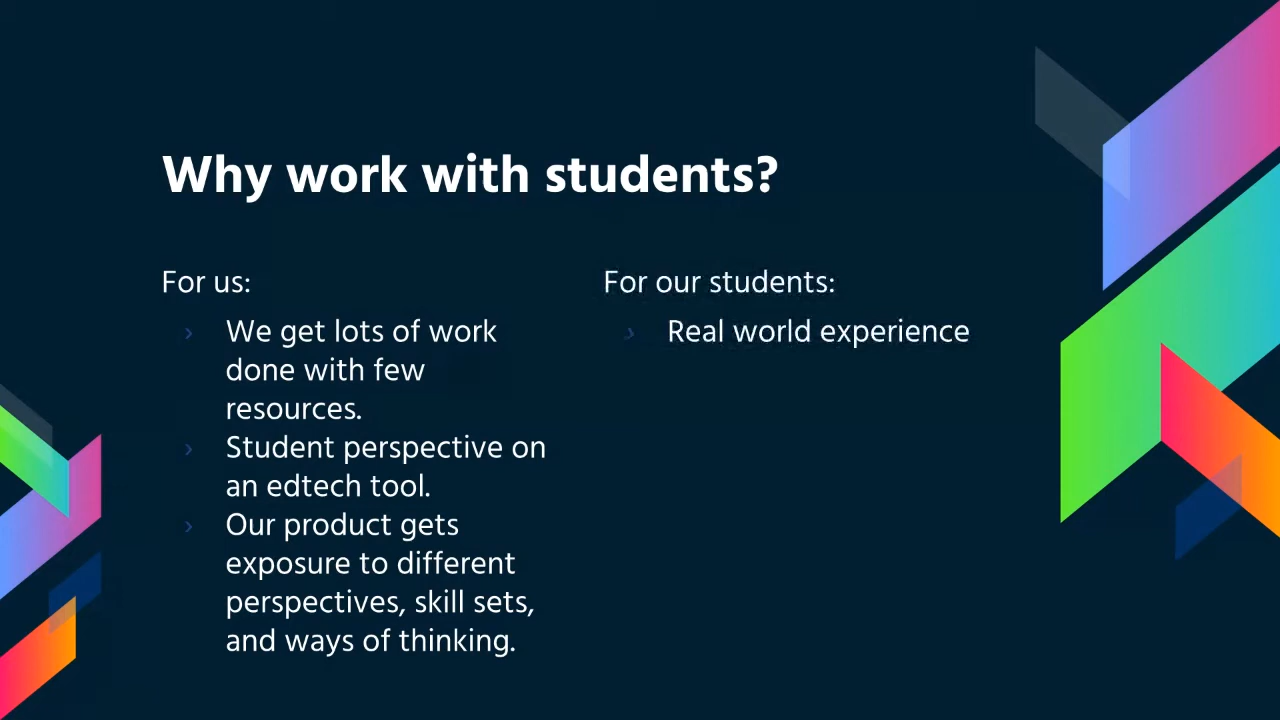 Why work with students?
For us:
› We get lots of work
done with few
resources.
› Student perspective on
an edtech tool.
› Our product gets
exposure to different
perspectives, skill sets,
and ways of thinking.
For our students:
› Real world experience